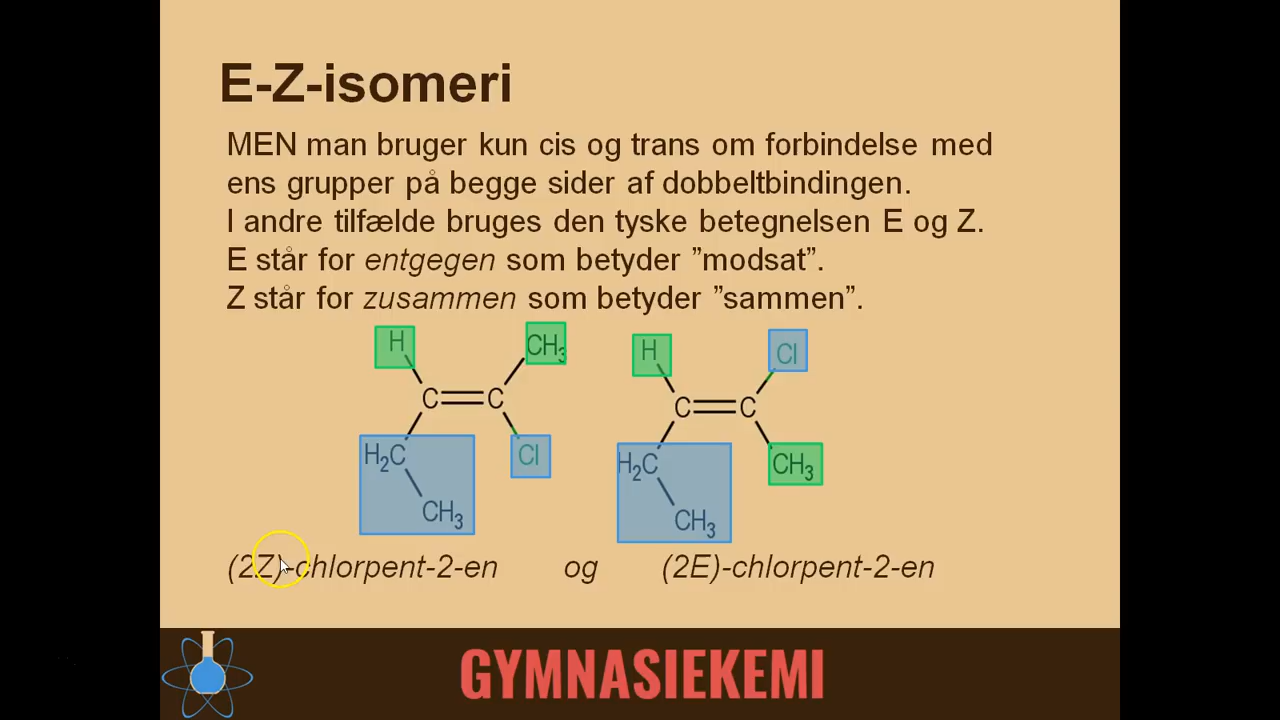 E-Z-isomeri
MEN man bruger kun cis og trans om forbindelse med
ens grupper på begge sider af dobbeltbindingen.
I andre tilfælde bruges den tyske betegnelsen E og Z.
E står for entgegen som betyder ”modsat”.
Z står for zusammen som betyder ”sammen”.
H CH₃ H Cl
C C C C
H₂C Cl H₂C CH₃
CH₃ CH₃
(2Z)-chlorpent-2-en og (2E)-chlorpent-2-en
GYMNASIEKEMI